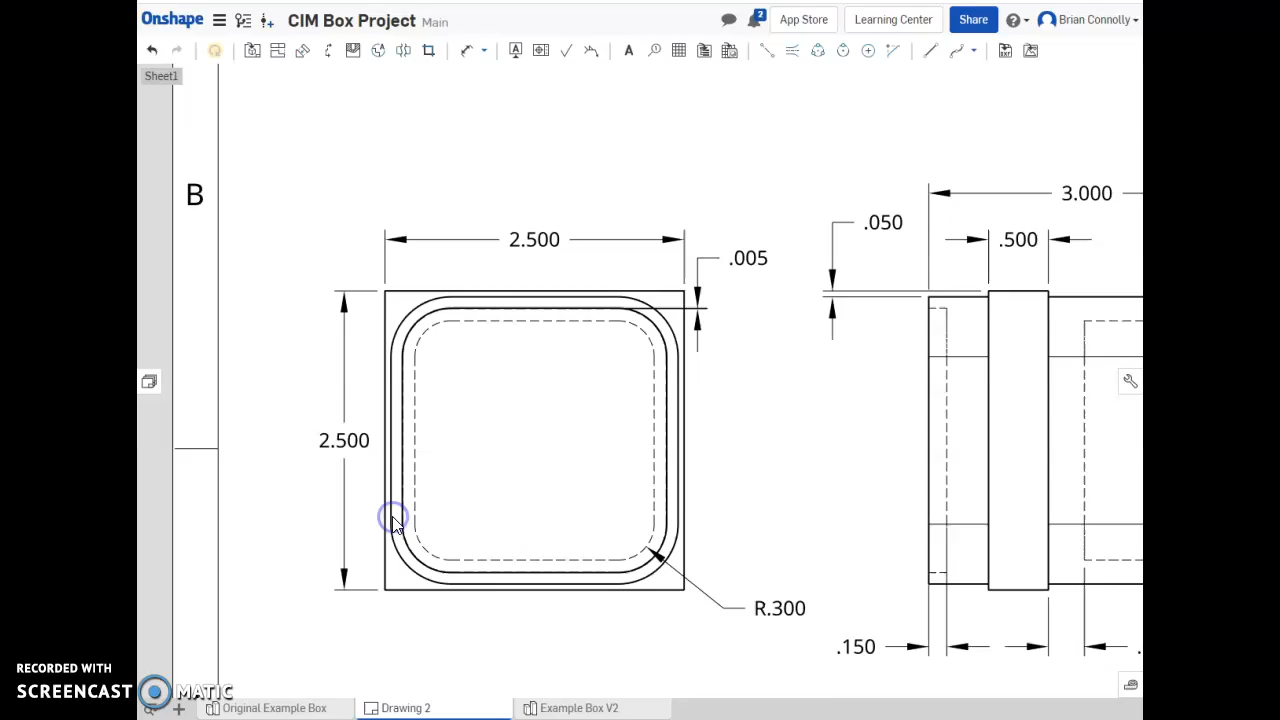 Onshape CIM Box Project Main 2 App Store Learning Center Share Brian Connolly
Sheet1
B
2.500
.005
2.500
R.300
.050
3.000
.500
.150
RECORDED WITH
SCREENCAST MATIC
Original Example Box Drawing 2 Example Box V2